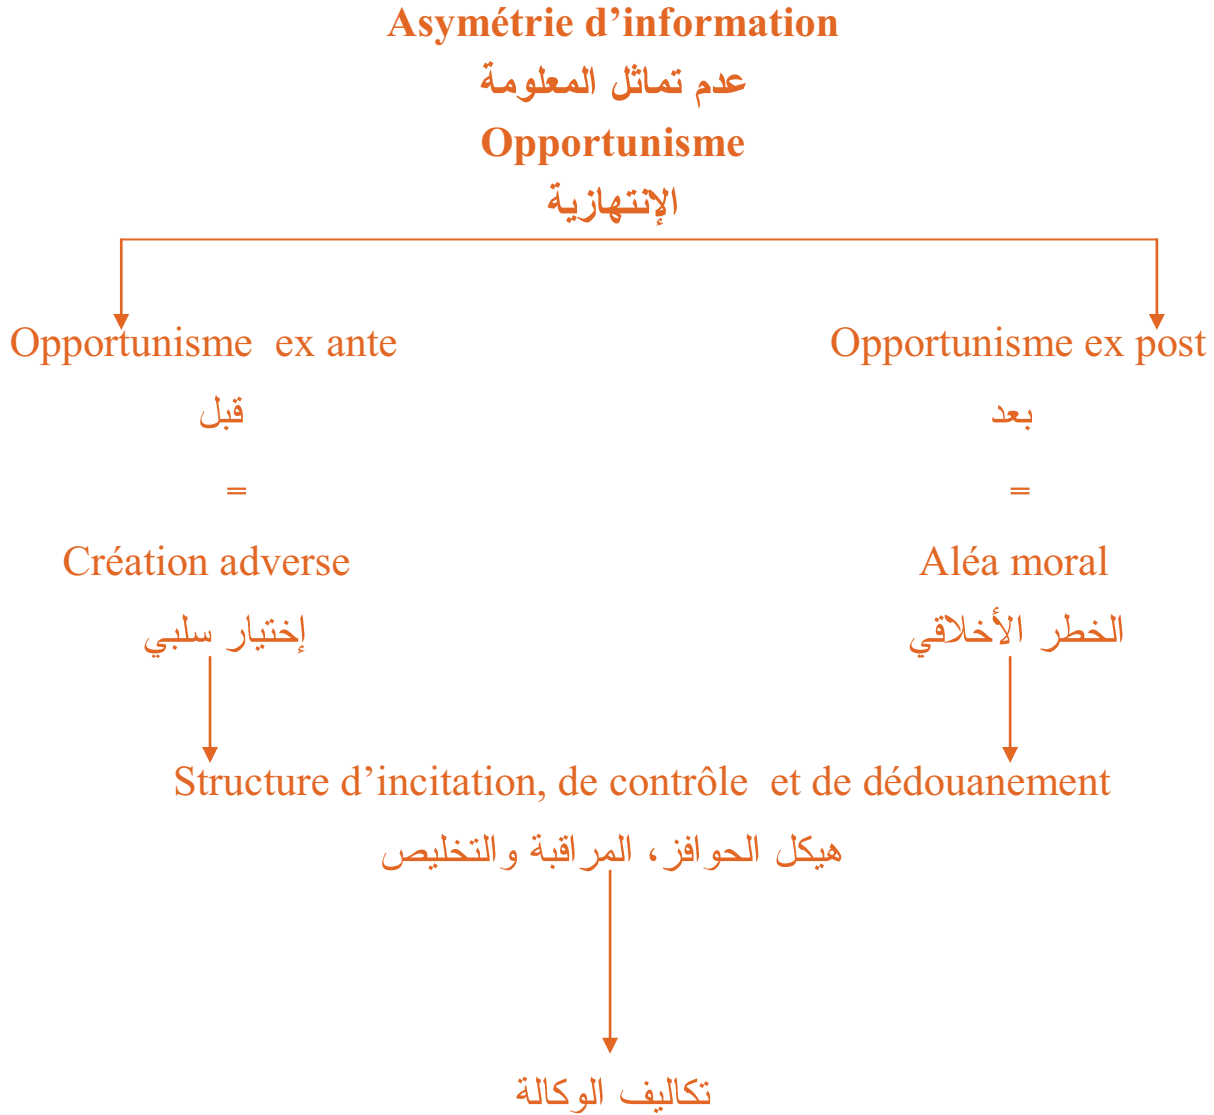 Asymétrie d’information
عدم تماثل المعلومة
Opportunisme
الإنتهازية
Opportunisme ex ante
Opportunisme ex post
قبل
بعد
=
=
Création adverse
Aléa moral
إختيار سلبي
الخطر الأخلاقي
Structure d’incitation, de contrôle et de dédouanement
هيكل الحوافز، المراقبة والتخليص
تكاليف الوكالة